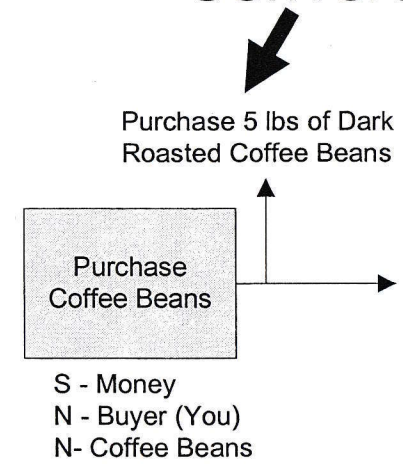 Purchase 5 lbs of Dark
Roasted Coffee Beans
Purchase
Coffee Beans
S - Money
N - Buyer (You)
N- Coffee Beans